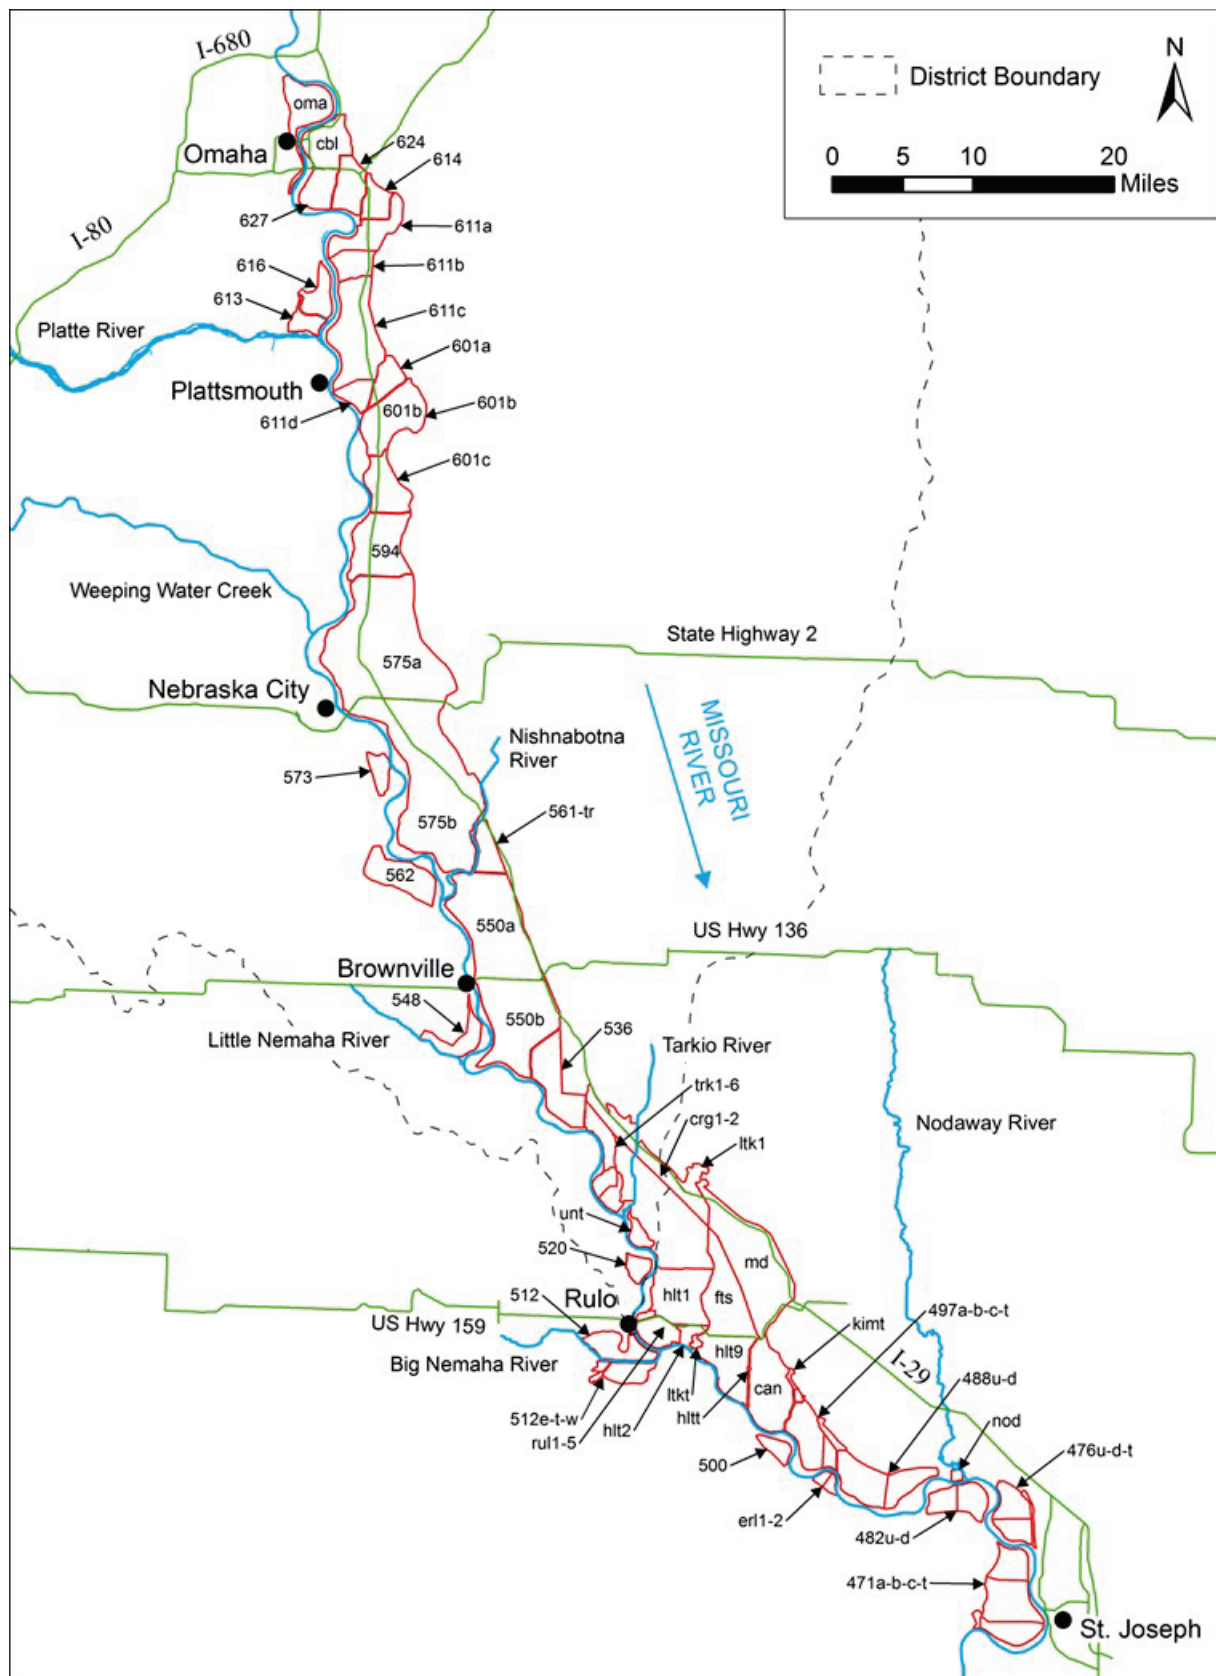 I-680
N
District Boundary
oma
Omaha
cbl
624
614
0 5 10 20
Miles
627
611a
I-80
616
611b
613
611c
Platte River
601a
Plattsmouth
601b
601b
611d
601c
594
Weeping Water Creek
State Highway 2
575a
Nebraska City
MISSOURI
RIVER
Nishnabotna
River
573
561-tr
575b
562
550a
US Hwy 136
Brownville
548
550b
536
Little Nemaha River
Tarkio River
trk1-6
crg1-2
Nodaway River
ltk1
unt
520
md
hlt1
fts
512
Rulo
497a-b-c-t
US Hwy 159
kimt
hlt9
Big Nemaha River
I-29
488u-d
ltkt
can
hltt
nod
512e-t-w
hlt2
rul1-5
476u-d-t
500
erl1-2
482u-d
471a-b-c-t
St. Joseph